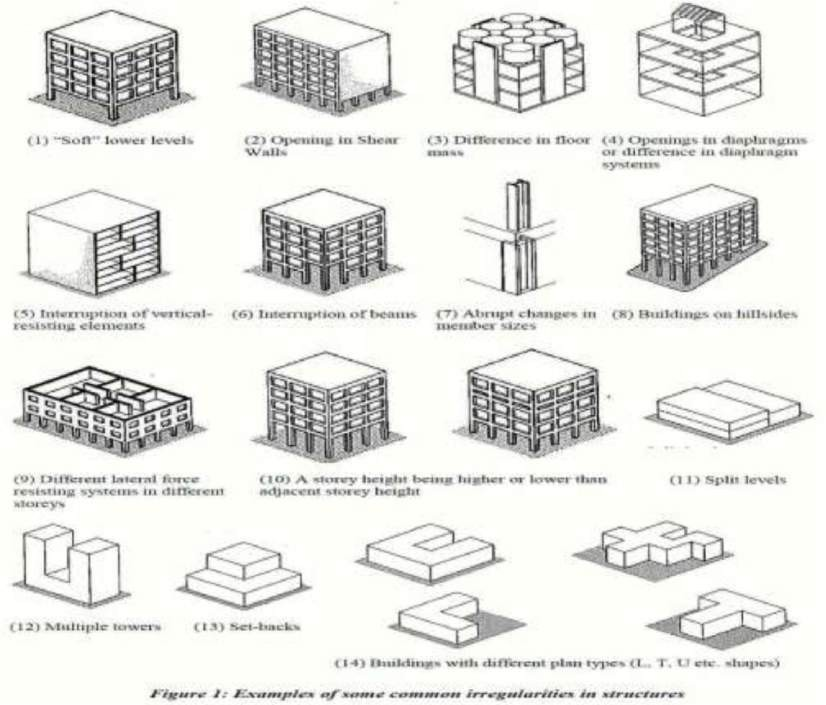 (1) "Soft" lower levels
(2) Opening in Shear
Walls
(3) Difference in floor
mass
(4) Openings in diaphragms
or difference in diaphragm
systems
(5) Interruption of vertical-
resisting elements
(6) Interruption of beams
(7) Abrupt changes in
member sizes
(8) Buildings on hillsides
(9) Different lateral force
resisting systems in different
storeys
(10) A storey height being higher or lower than
adjacent storey height
(11) Split levels
(12) Multiple towers
(13) Set-backs
(14) Buildings with different plan types (L, T, U etc. shapes)
Figure 1: Examples of some common irregularities in structures